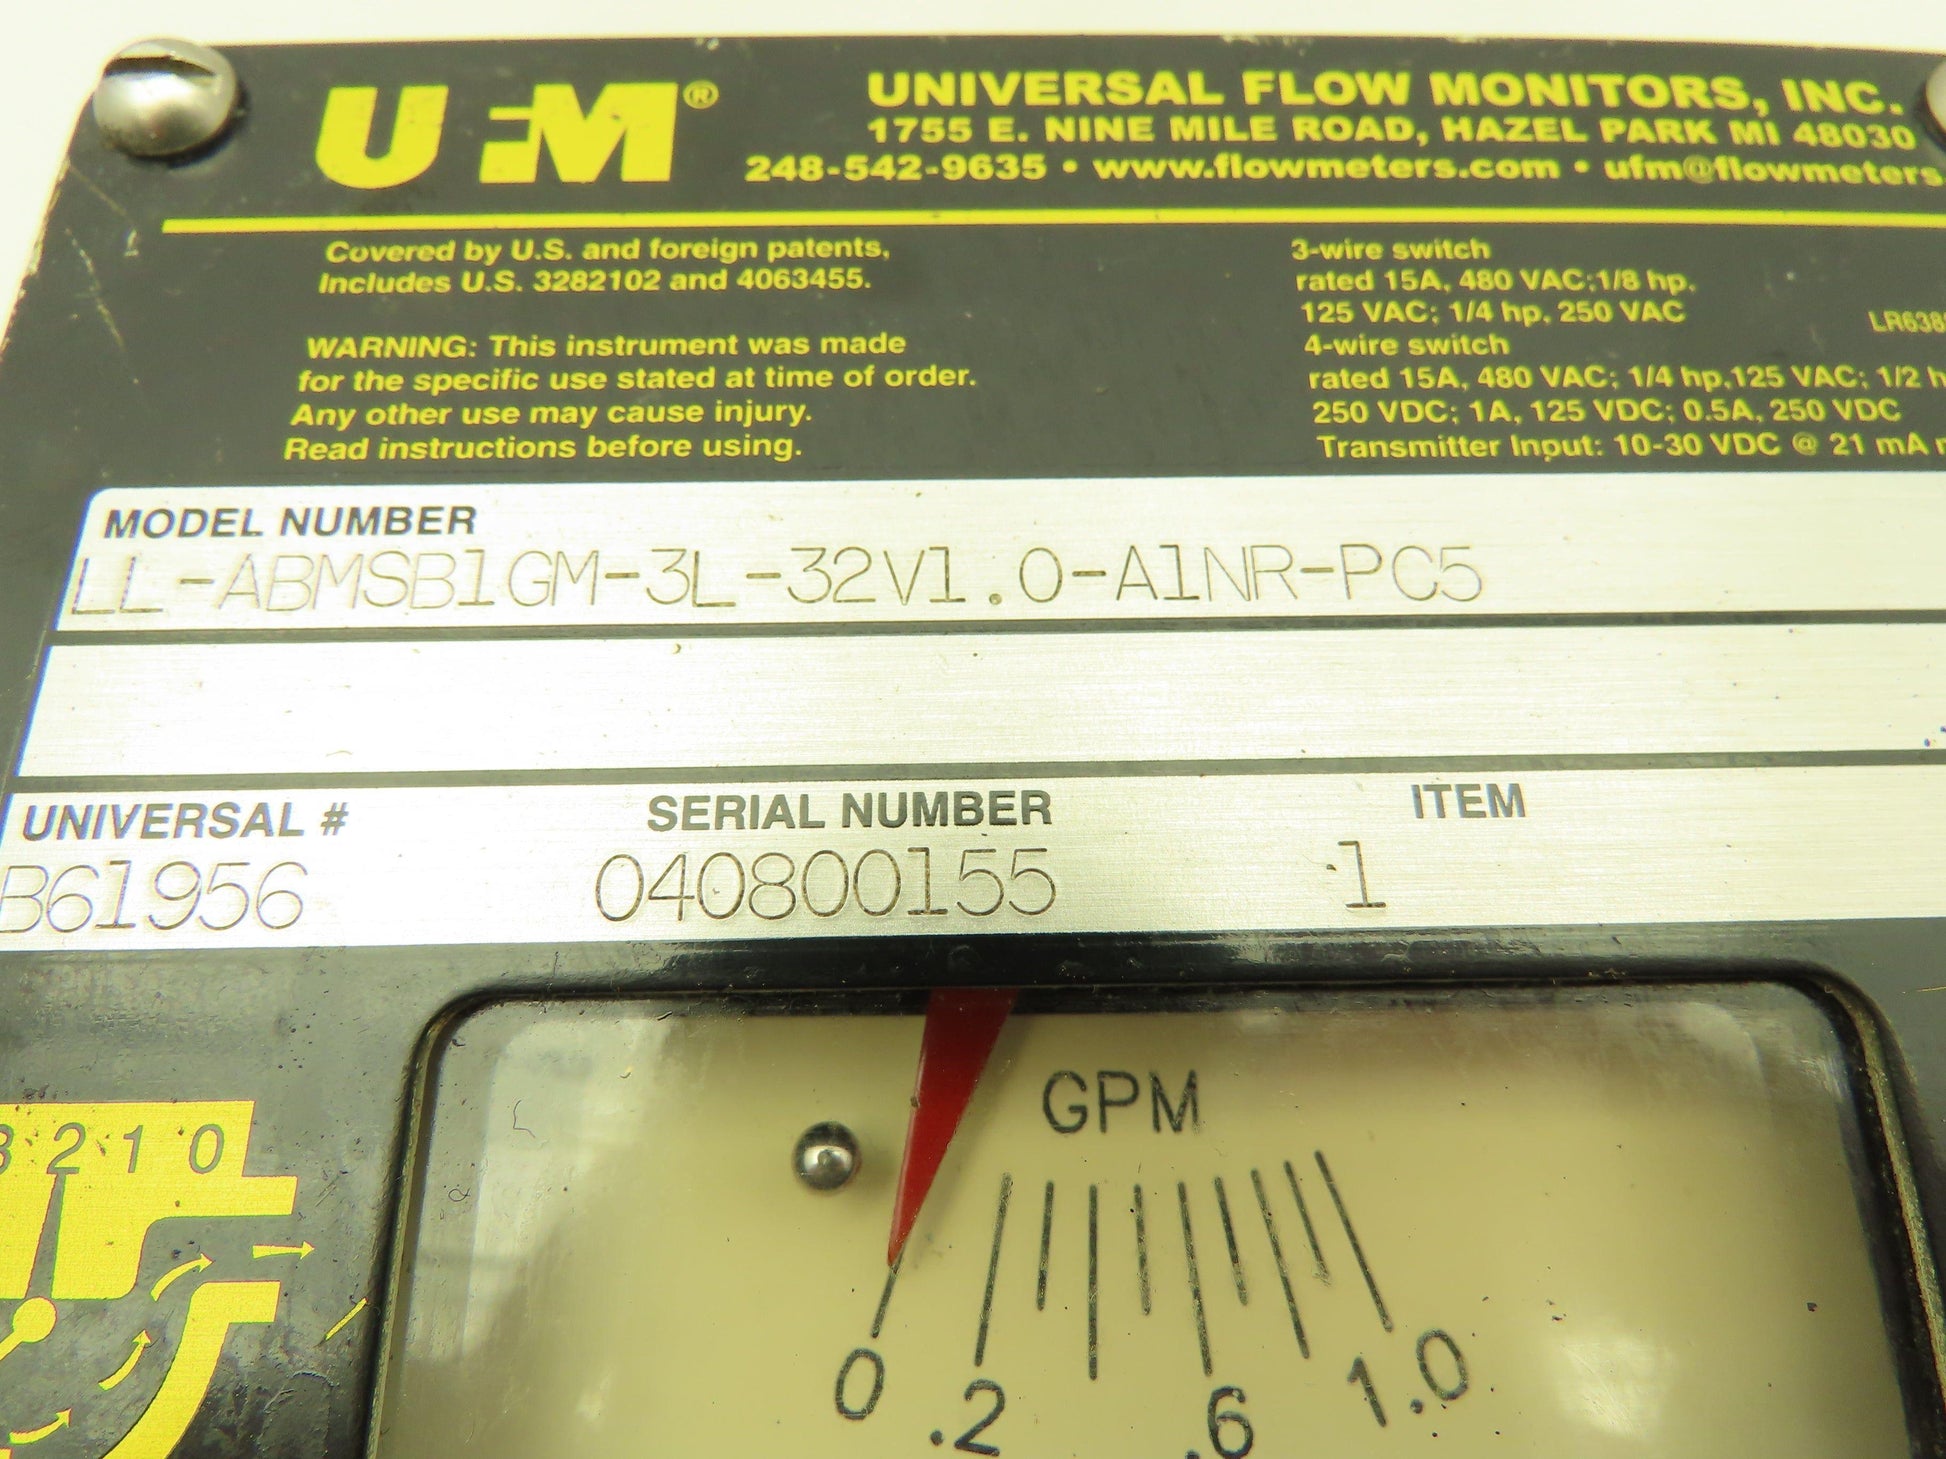 UFM®
UNIVERSAL FLOW MONITORS, INC.
1755 E. NINE MILE ROAD, HAZEL PARK MI 48030
248-542-9635 • www.flowmeters.com • ufm@flowmeters.
Covered by U.S. and foreign patents,
Includes U.S. 3282102 and 4063455.
WARNING: This instrument was made
for the specific use stated at time of order.
Any other use may cause injury.
Read instructions before using.
3-wire switch
rated 15A, 480 VAC;1/8 hp,
125 VAC; 1/4 hp, 250 VAC
4-wire switch
rated 15A, 480 VAC; 1/4 hp,125 VAC; 1/2 h
250 VDC; 1A, 125 VDC; 0.5A, 250 VDC
Transmitter Input: 10-30 VDC @ 21 mA
MODEL NUMBER
LL-ABMSB1GM-3L-32V1.0-A1NR-PC5
UNIVERSAL # SERIAL NUMBER ITEM
B61956 040800155 1
3 2 1 0
GPM
0 .2 .6 1.0